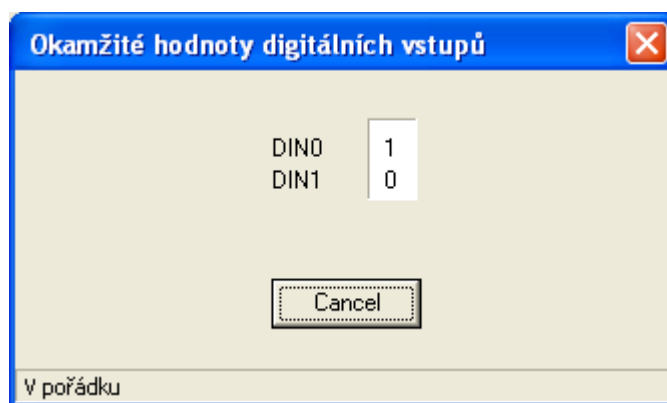 Okamžité hodnoty digitálních vstupů
DIN0 1
DIN1 0
Cancel
V pořádku